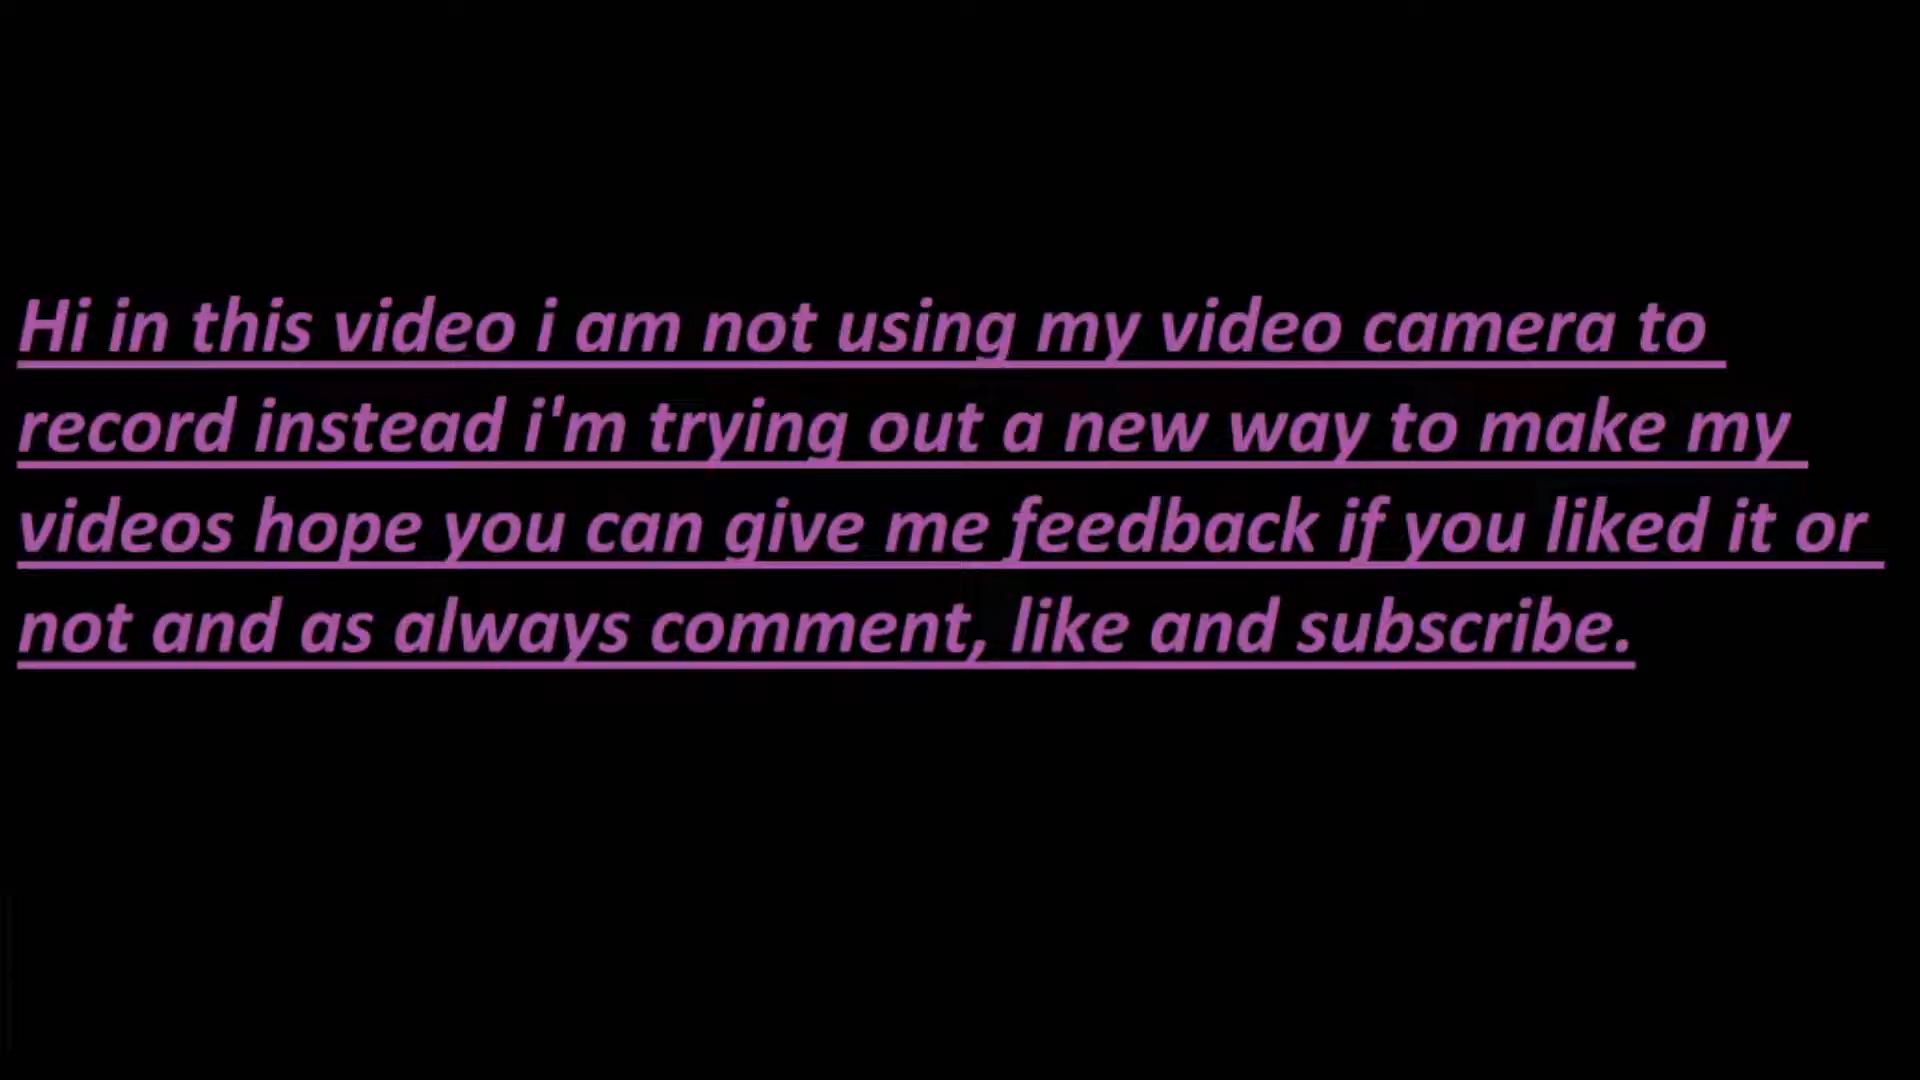 Hi in this video i am not using my video camera to
record instead i'm trying out a new way to make my
videos hope you can give me feedback if you liked it or
not and as always comment, like and subscribe.